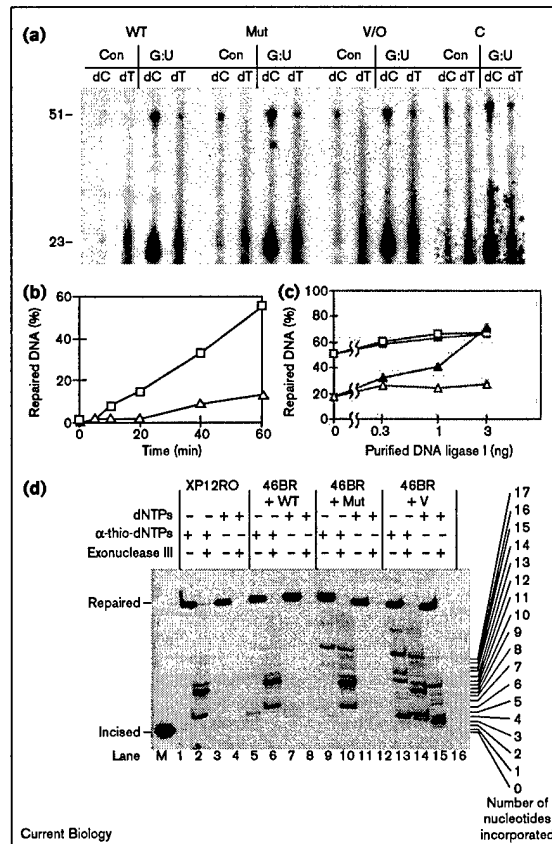 (a)
WT Mut V/O C
Con G:U Con G:U Con G:U Con G:U
dC dT dC dT dC dT dC dT dC dT dC dT dC dT dC dT
51
23
(b)
Repaired DNA (%)
60
40
20
0
0 20 40 60
Time (min)
(c)
Repaired DNA (%)
100
80
60
40
20
0
0 0.3 1 3
Purified DNA ligase I (ng)
(d)
XP12RO 46BR + WT 46BR + Mut 46BR + V
dNTPs
- - + + - - + + - - + + - - + +
α-thio-dNTPs
+ + - - + + - - + + - - + + - -
Exonuclease III
- + - + - + - + - + - + - + - +
Repaired
Incised
Lane M 1 2 3 4 5 6 7 8 9 10 11 12 13 14 15 16
17
16
15
14
13
12
11
10
9
8
7
6
5
4
3
2
1
0
Number of
nucleotides
incorporated
Current Biology